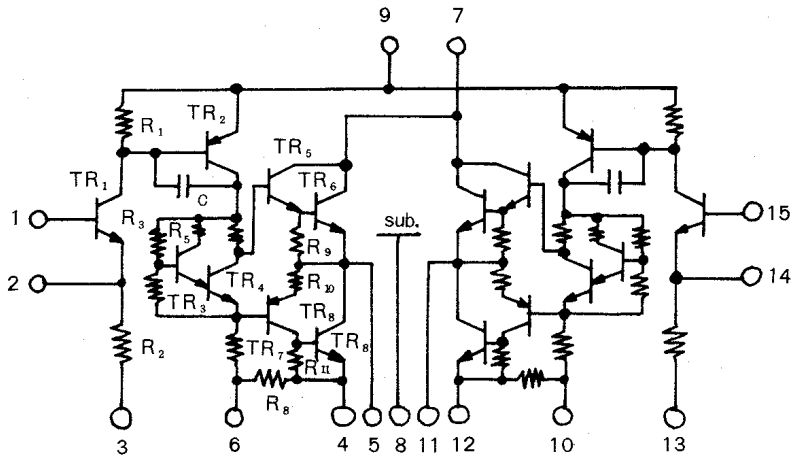 9 7
TR₂
R₁
TR₅
TR₁
TR₆
C
1
R₃
sub.
15
R₅
R₉
TR₄
2
R₁₀
14
TR₃
TR₈
TR₇
TR₈
R₂
R₁₁
R₈
3 6 4 5 8 11 12 10 13